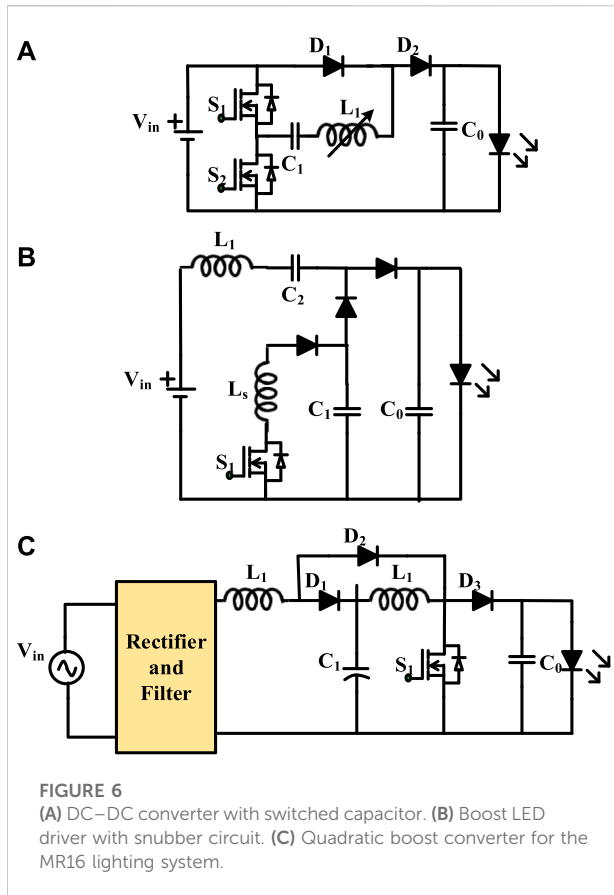 A
D₁
D₂
S₁
L₁
Vin +
C₁
C₀
S₂
B
L₁
C₂
Vin +
Lₛ
C₁
C₀
S₁
C
D₂
L₁
D₁
L₁
D₃
Vin
Rectifier
and
Filter
C₁
S₁
C₀
FIGURE 6
(A) DC–DC converter with switched capacitor. (B) Boost LED
driver with snubber circuit. (C) Quadratic boost converter for the
MR16 lighting system.